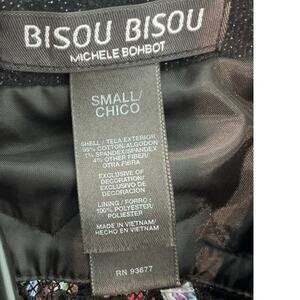 BISOU BISOU
MICHELE BOHBOT
SMALL/
CHICO
SHELL / TELA EXTERIOR
95% COTTON/ALGODON
1% SPANDEX/SPANDEX
4% OTHER FIBER/
OTRA FIBRA
EXCLUSIVE OF
DECORATION/
EXCLUSIVO DE
DECORACION
LINING / FORRO :
100% POLYESTER/
POLIESTER
MADE IN VIETNAM/
HECHO EN VIETNAM
RN 93677